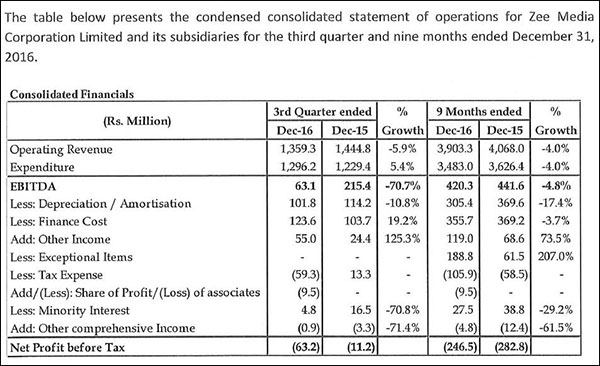 The table below presents the condensed consolidated statement of operations for Zee Media
Corporation Limited and its subsidiaries for the third quarter and nine months ended December 31,
2016.
Consolidated Financials
(Rs. Million) 3rd Quarter ended % 9 Months ended %
Dec-16 Dec-15 Growth Dec-16 Dec-15 Growth
Operating Revenue 1,359.3 1,444.8 -5.9% 3,903.3 4,068.0 -4.0%
Expenditure 1,296.2 1,229.4 5.4% 3,483.0 3,626.4 -4.0%
EBITDA 63.1 215.4 -70.7% 420.3 441.6 -4.8%
Less: Depreciation / Amortisation 101.8 114.2 -10.8% 305.4 369.6 -17.4%
Less: Finance Cost 123.6 103.7 19.2% 355.7 369.2 -3.7%
Add: Other Income 55.0 24.4 125.3% 119.0 68.6 73.5%
Less: Exceptional Items - - - 188.8 61.5 207.0%
Less: Tax Expense (59.3) 13.3 - (105.9) (58.5) -
Add/(Less): Share of Profit/(Loss) of associates (9.5) - (9.5) -
Less: Minority Interest 4.8 16.5 -70.8% 27.5 38.8 -29.2%
Add: Other comprehensive Income (0.9) (3.3) -71.4% (4.8) (12.4) -61.5%
Net Profit before Tax (63.2) (11.2) (246.5) (282.8)